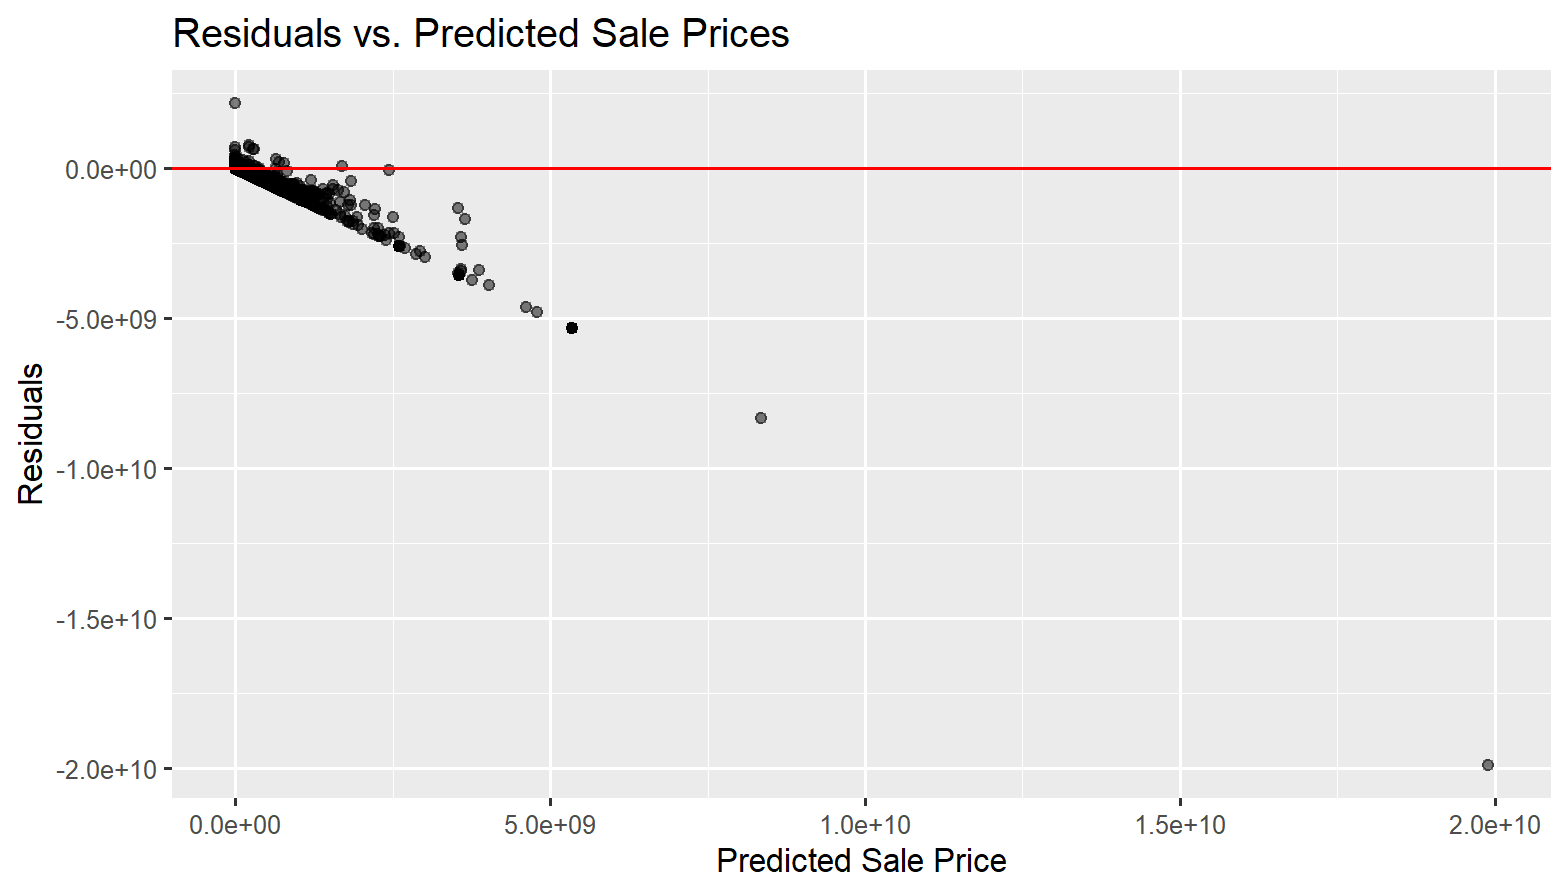 Residuals vs. Predicted Sale Prices
Residuals
0.0e+00
-5.0e+09
-1.0e+10
-1.5e+10
-2.0e+10
0.0e+00 5.0e+09 1.0e+10 1.5e+10 2.0e+10
Predicted Sale Price